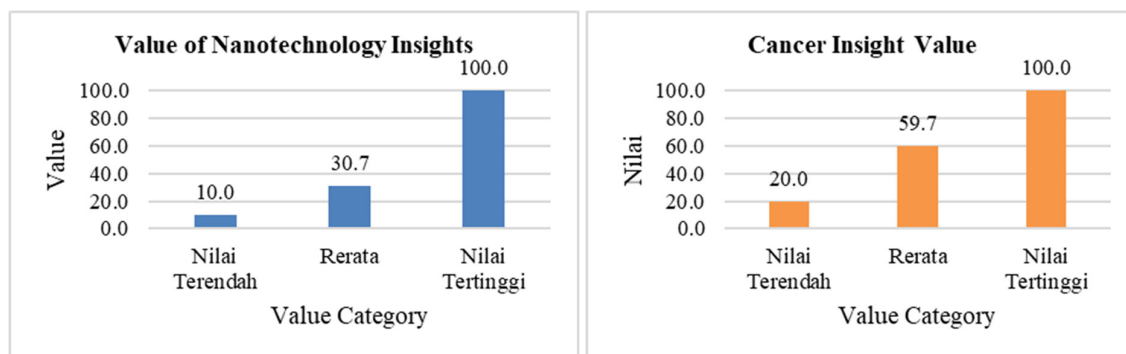 Value of Nanotechnology Insights
100.0
100.0
80.0
60.0
40.0
20.0
0.0
Value
10.0
30.7
Nilai
Terendah
Rerata
Nilai
Tertinggi
Value Category
Cancer Insight Value
100.0
100.0
80.0
60.0
40.0
20.0
0.0
Nilai
20.0
59.7
Nilai
Terendah
Rerata
Nilai
Tertinggi
Value Category